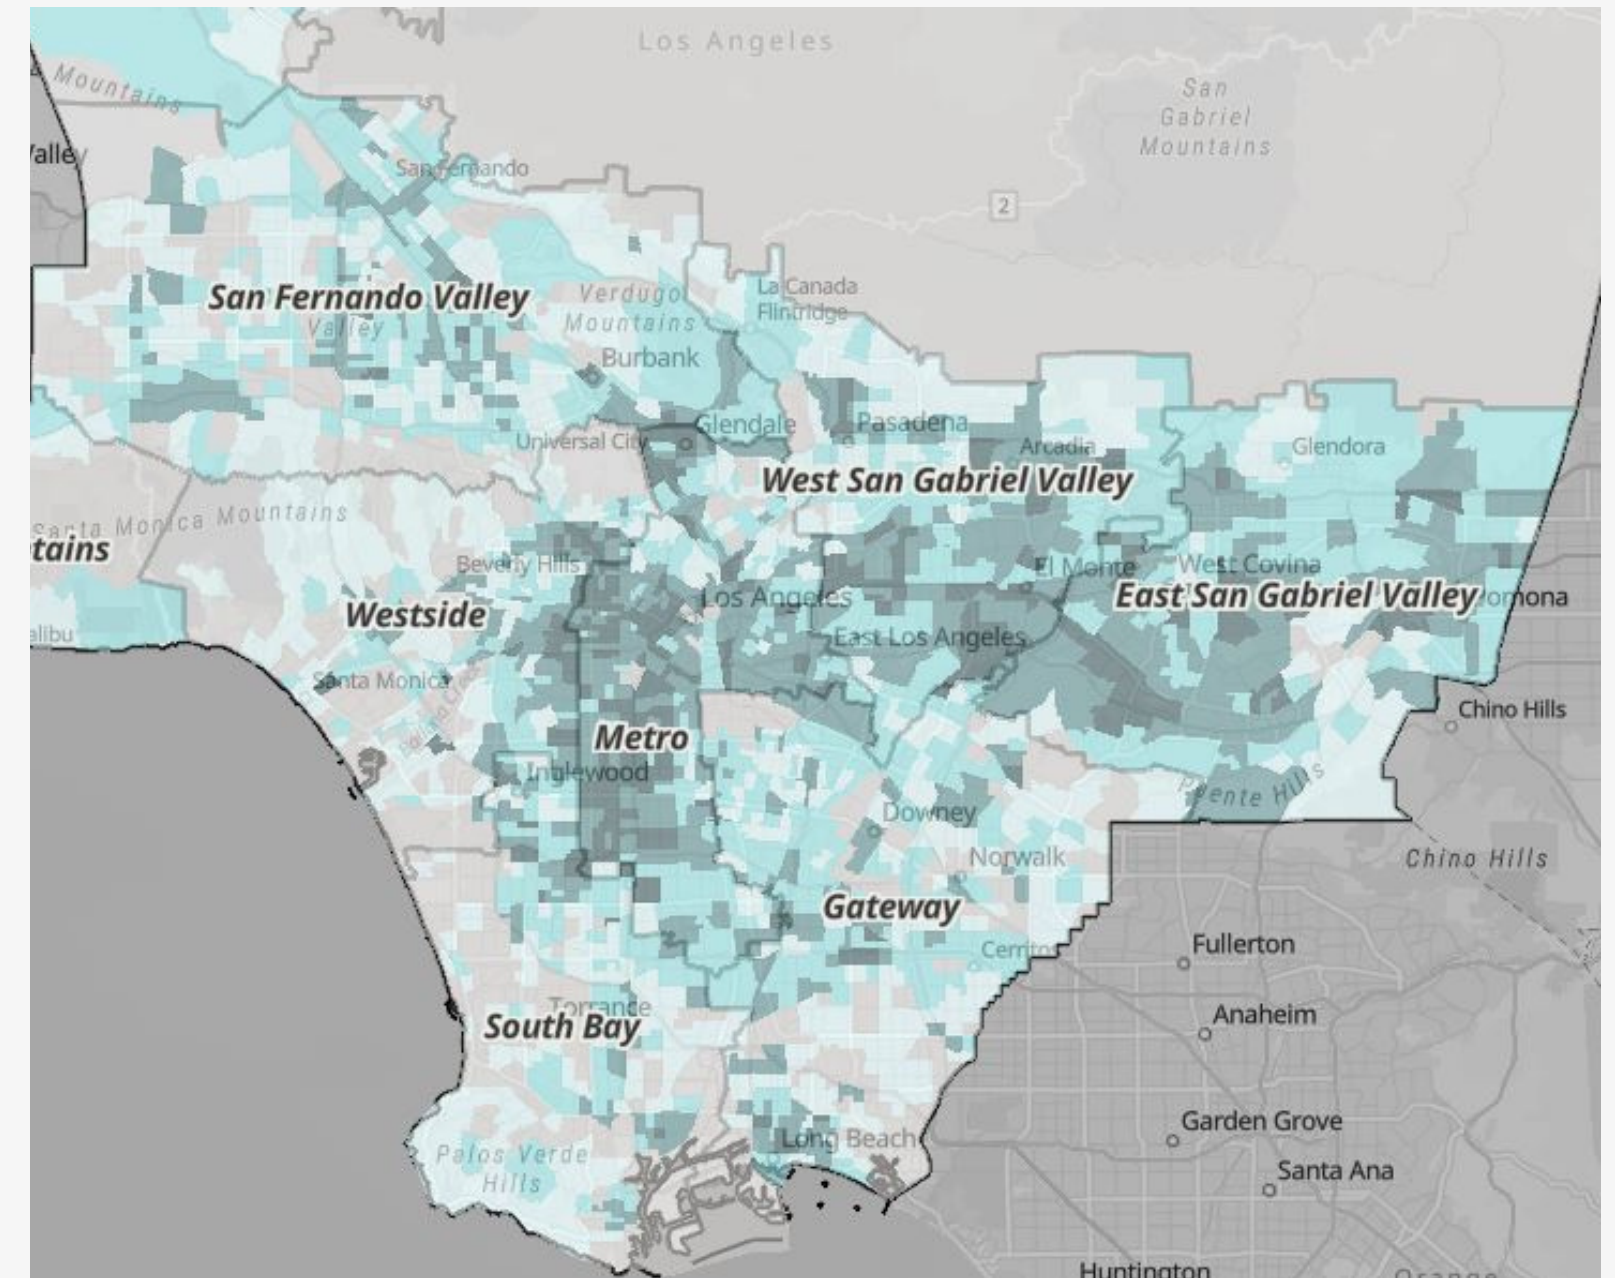 Los Angeles
Mountains
San
Gabriel
Mountains
alley
San Fernando
2
San Fernando Valley
Valley
Verdugo
Mountains
La Canada
Flintridge
Burbank
Glendale
Pasadena
Universal City
Arcadia
Glendora
West San Gabriel Valley
Santa Monica Mountains
tains
Beverly Hills
El Monte
West Covina
Los Angeles
East San Gabriel Valley
omona
Westside
alibu
East Los Angeles
Santa Monica
Chino Hills
Metro
Inglewood
Puente Hills
Downey
Norwalk
Chino Hills
Gateway
Cerritos
Fullerton
Torrance
South Bay
Anaheim
Long Beach
Garden Grove
Palos Verde
Hills
Santa Ana
Huntington
Orange